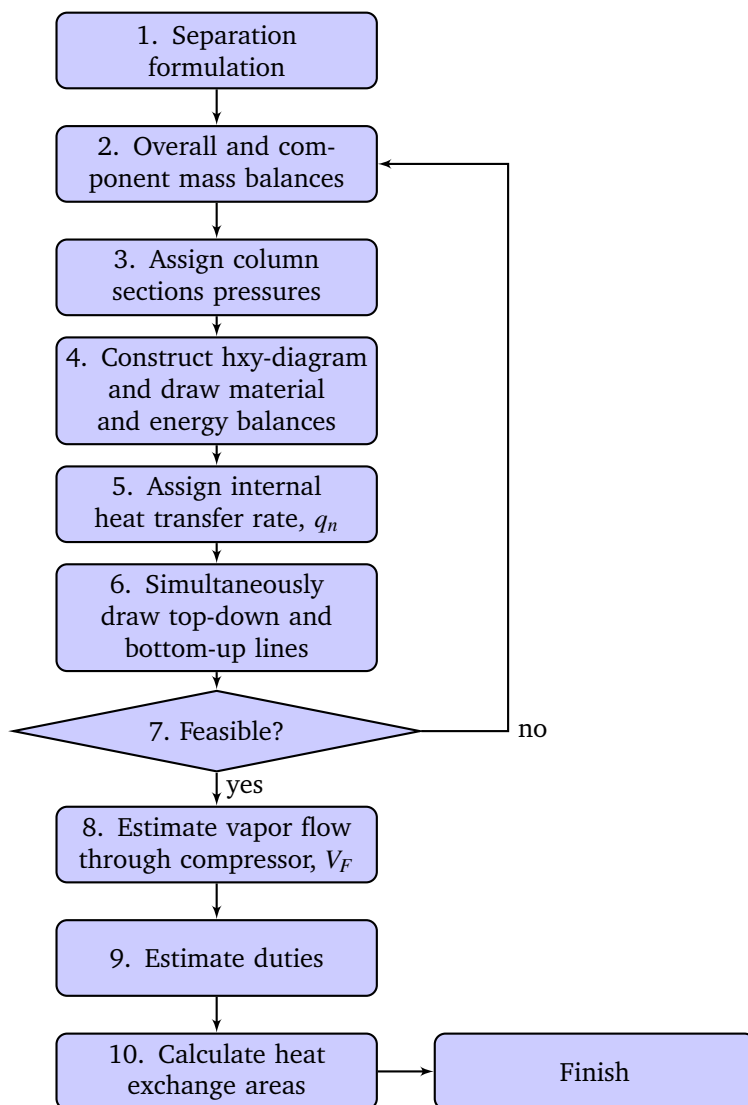 1. Separation
formulation
2. Overall and com-
ponent mass balances
3. Assign column
sections pressures
4. Construct hxy-diagram
and draw material
and energy balances
5. Assign internal
heat transfer rate, qn
6. Simultaneously
draw top-down and
bottom-up lines
7. Feasible?
no
yes
8. Estimate vapor flow
through compressor, VF
9. Estimate duties
10. Calculate heat
exchange areas
Finish